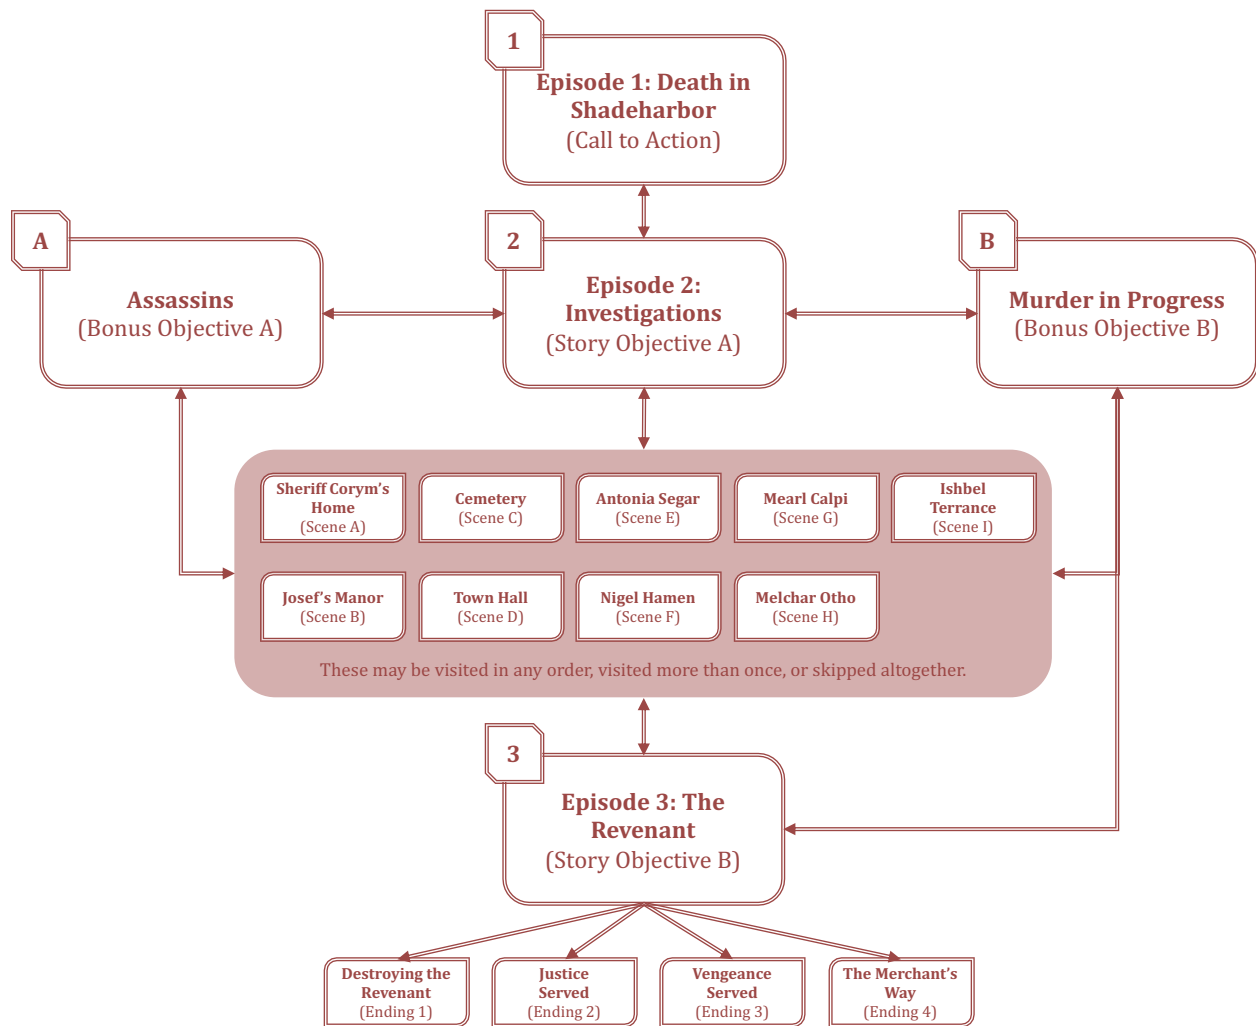 1
Episode 1: Death in
Shadeharbor
(Call to Action)
A
Assassins
(Bonus Objective A)
2
Episode 2:
Investigations
(Story Objective A)
B
Murder in Progress
(Bonus Objective B)
Sheriff Corym's
Home
(Scene A)
Cemetery
(Scene C)
Antonia Segar
(Scene E)
Mearl Calpi
(Scene G)
Ishbel
Terrance
(Scene I)
Josef's Manor
(Scene B)
Town Hall
(Scene D)
Nigel Hamen
(Scene F)
Melchar Otho
(Scene H)
These may be visited in any order, visited more than once, or skipped altogether.
3
Episode 3: The
Revenant
(Story Objective B)
Destroying the
Revenant
(Ending 1)
Justice
Served
(Ending 2)
Vengeance
Served
(Ending 3)
The Merchant's
Way
(Ending 4)